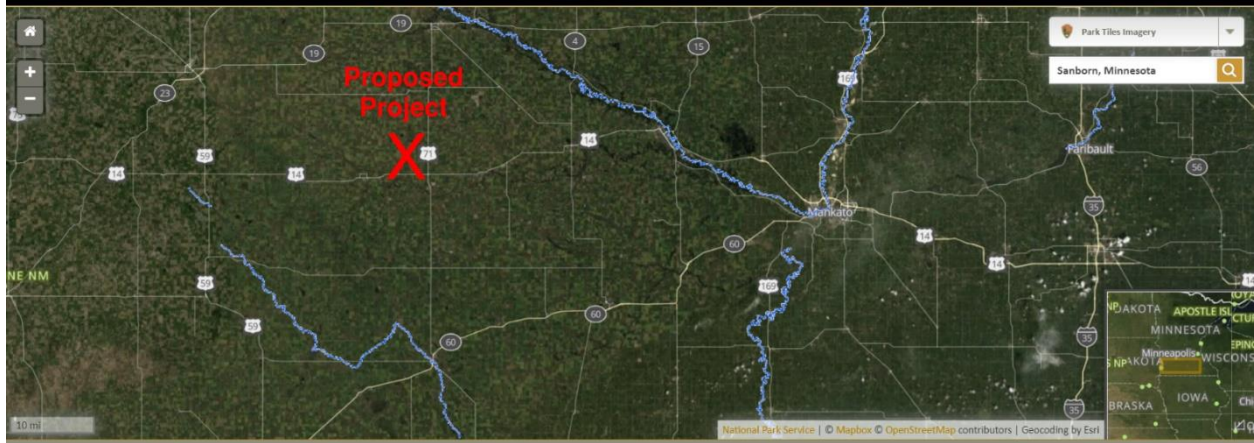 19
4
15
19
169
Park Tiles Imagery
Sanborn, Minnesota
+
−
23
Proposed
Project
X
59
14
71
14
14
14
Faribault
56
Mankato
35
60
14
14
NE NM
59
169
59
60
60
35
35
DAKOTA
APOSTLE ISL
MINNESOTA
Minneapolis
WISCONS
IOWA
BRASKA
Chi
10 mi
National Park Service | © Mapbox © OpenStreetMap contributors | Geocoding by Esri